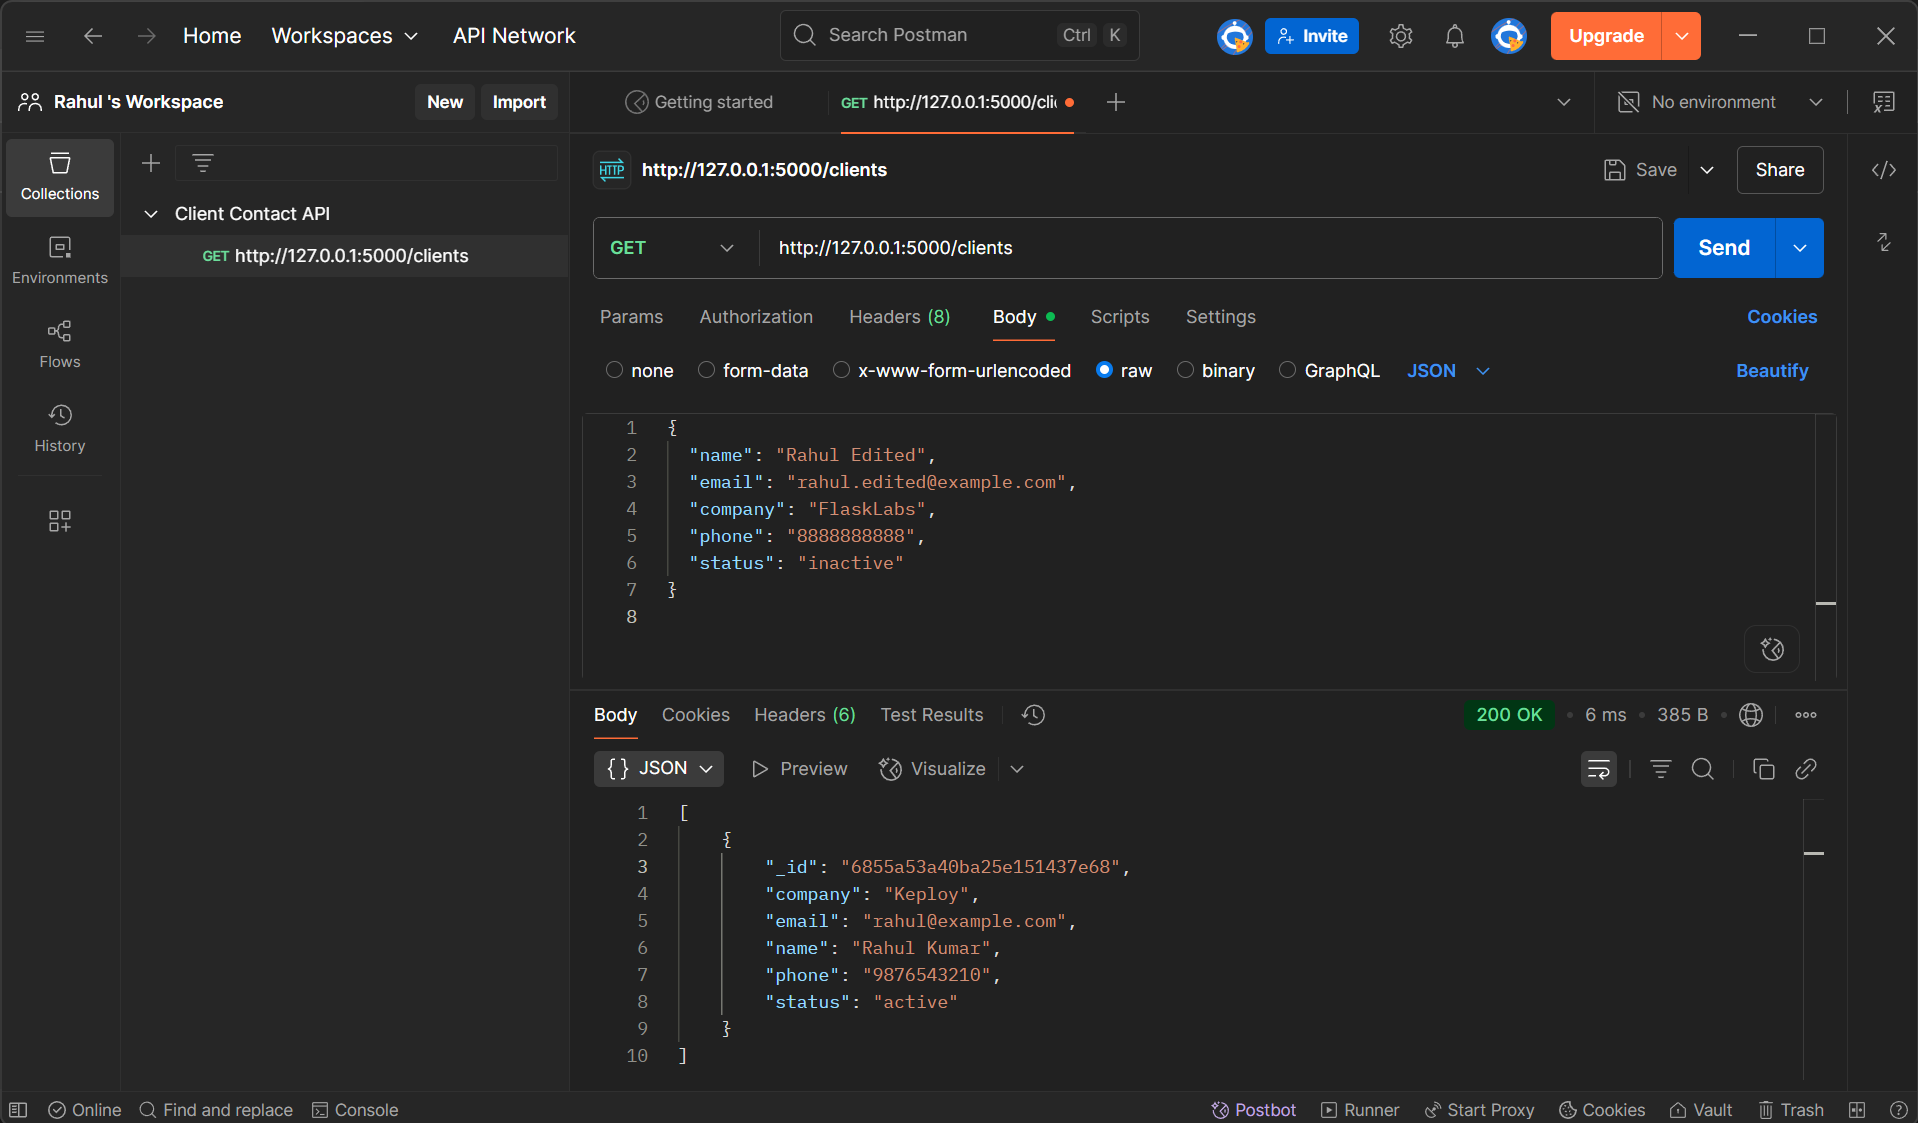 Home Workspaces API Network Search Postman Ctrl K Invite Upgrade
Rahul 's Workspace New Import Getting started GET http://127.0.0.1:5000/cli No environment
Collections
Environments
Flows
History
Client Contact API
GET http://127.0.0.1:5000/clients
HTTP http://127.0.0.1:5000/clients Save Share
GET http://127.0.0.1:5000/clients Send
Params Authorization Headers (8) Body Scripts Settings Cookies
none form-data x-www-form-urlencoded raw binary GraphQL JSON Beautify
1 {
2 "name": "Rahul Edited",
3 "email": "rahul.edited@example.com",
4 "company": "FlaskLabs",
5 "phone": "8888888888",
6 "status": "inactive"
7 }
8
Body Cookies Headers (6) Test Results 200 OK • 6 ms • 385 B •
{} JSON Preview Visualize
1 [
2 {
3 "_id": "6855a53a40ba25e151437e68",
4 "company": "Keploy",
5 "email": "rahul@example.com",
6 "name": "Rahul Kumar",
7 "phone": "9876543210",
8 "status": "active"
9 }
10 ]
Online Find and replace Console Postbot Runner Start Proxy Cookies Vault Trash